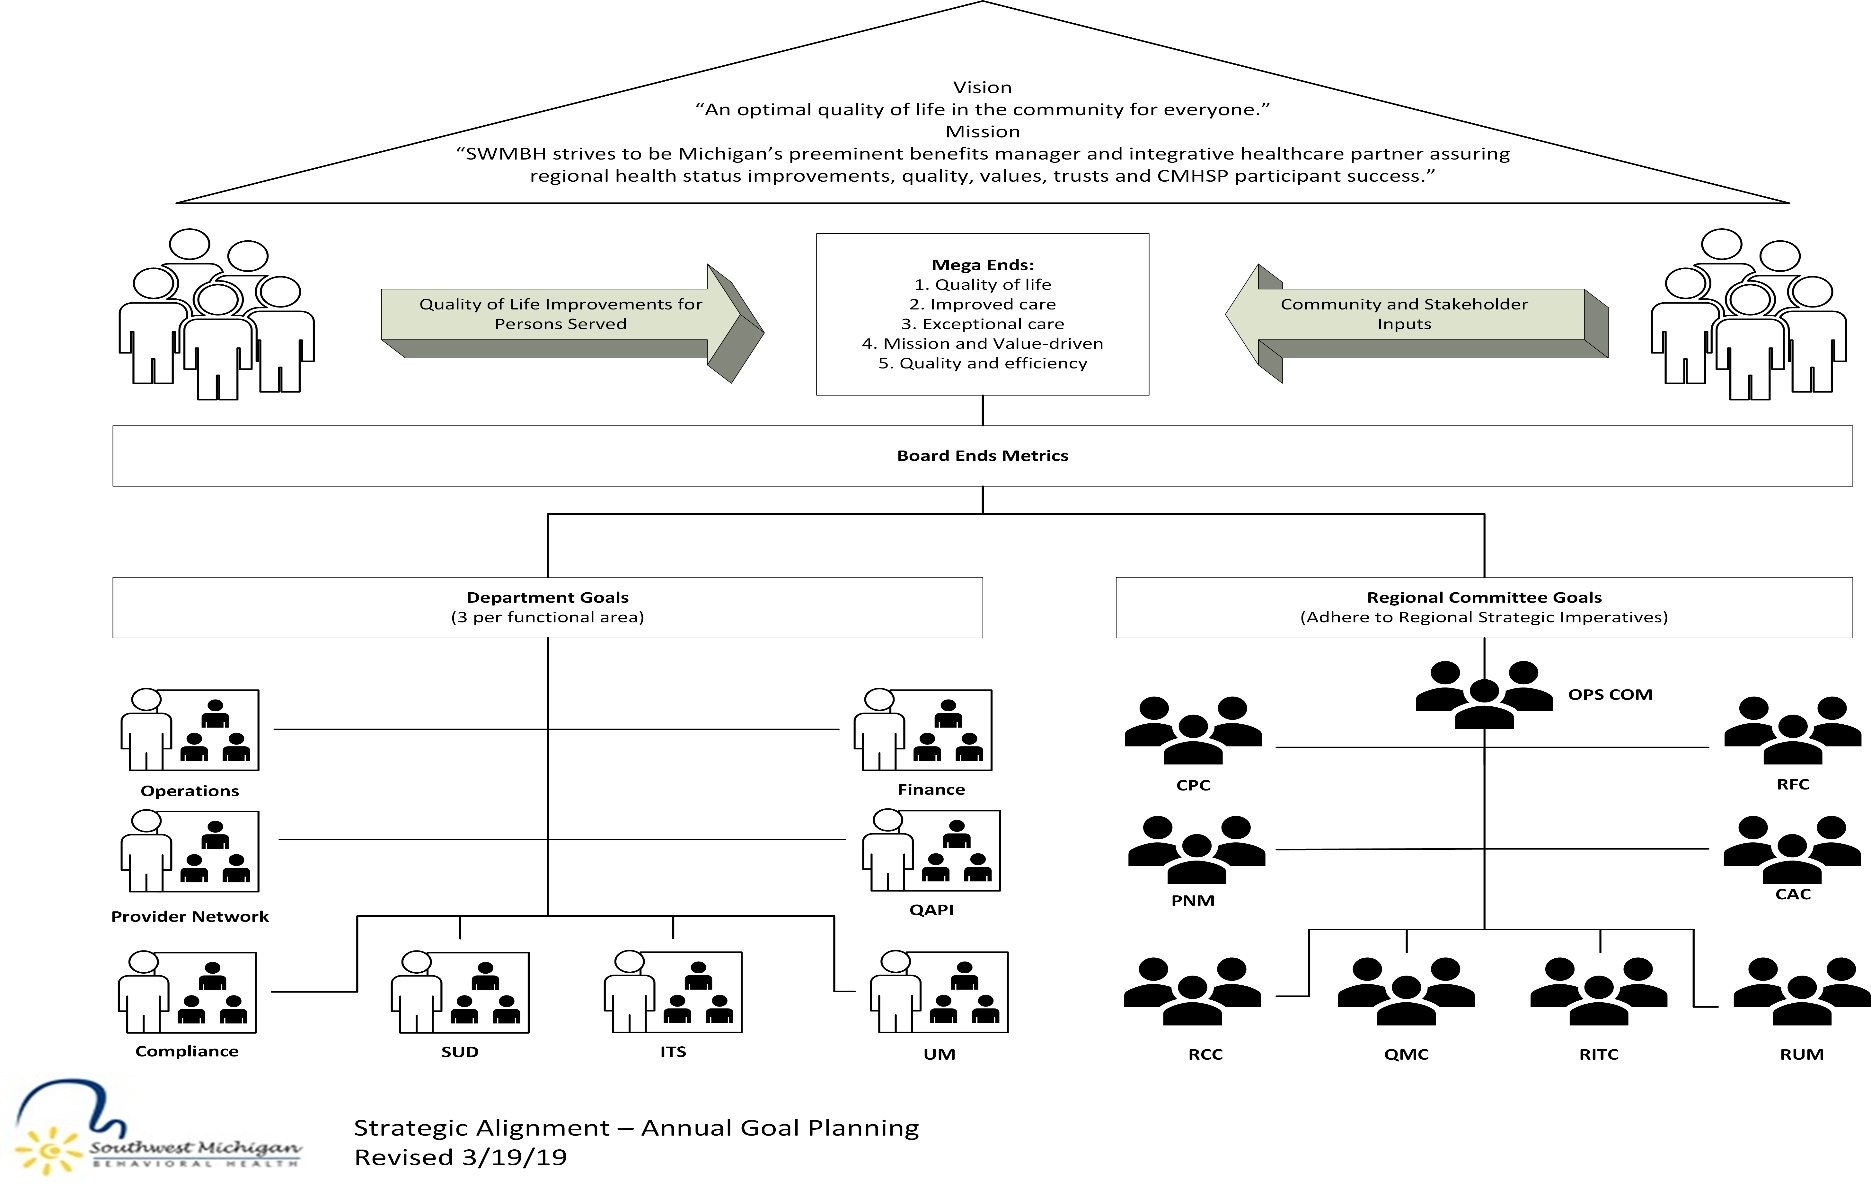 Vision
“An optimal quality of life in the community for everyone.”
Mission
“SWMBH strives to be Michigan’s preeminent benefits manager and integrative healthcare partner assuring
regional health status improvements, quality, values, trusts and CMHSP participant success.”
Quality of Life Improvements for
Persons Served
Mega Ends:
1. Quality of life
2. Improved care
3. Exceptional care
4. Mission and Value-driven
5. Quality and efficiency
Community and Stakeholder
Inputs
Board Ends Metrics
Department Goals
(3 per functional area)
Regional Committee Goals
(Adhere to Regional Strategic Imperatives)
OPS COM
Operations
Finance
CPC
RFC
Provider Network
QAPI
PNM
CAC
Compliance
SUD
ITS
UM
RCC
QMC
RITC
RUM
Southwest Michigan
BEHAVIORAL HEALTH
Strategic Alignment – Annual Goal Planning
Revised 3/19/19